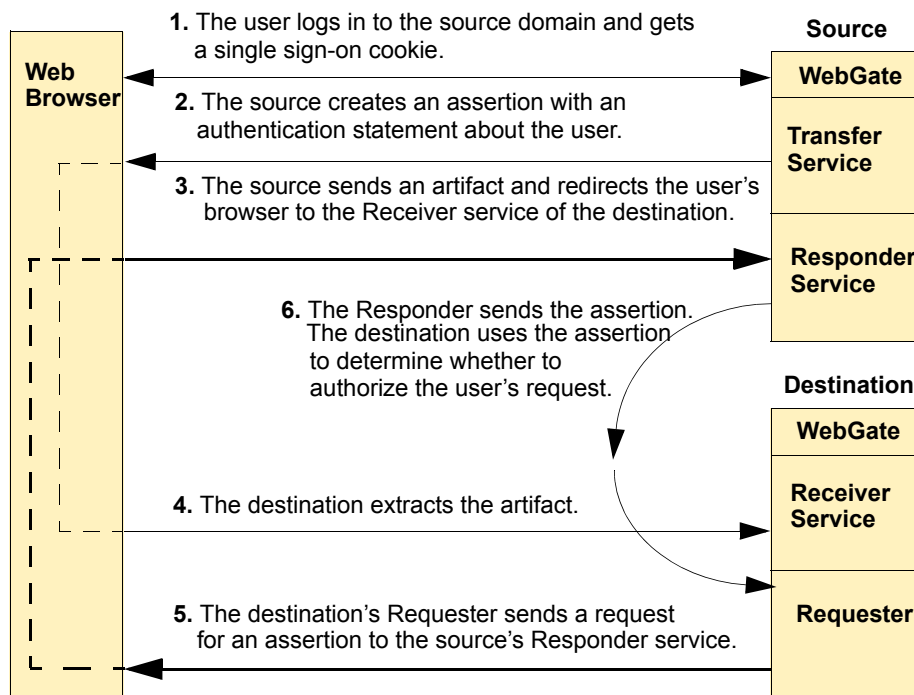 1. The user logs in to the source domain and gets
a single sign-on cookie.
Source
Web
Browser
WebGate
2. The source creates an assertion with an
authentication statement about the user.
Transfer
Service
3. The source sends an artifact and redirects the user's
browser to the Receiver service of the destination.
Responder
Service
6. The Responder sends the assertion.
The destination uses the assertion
to determine whether to
authorize the user's request.
Destination
WebGate
4. The destination extracts the artifact.
Receiver
Service
5. The destination's Requester sends a request
for an assertion to the source's Responder service.
Requester